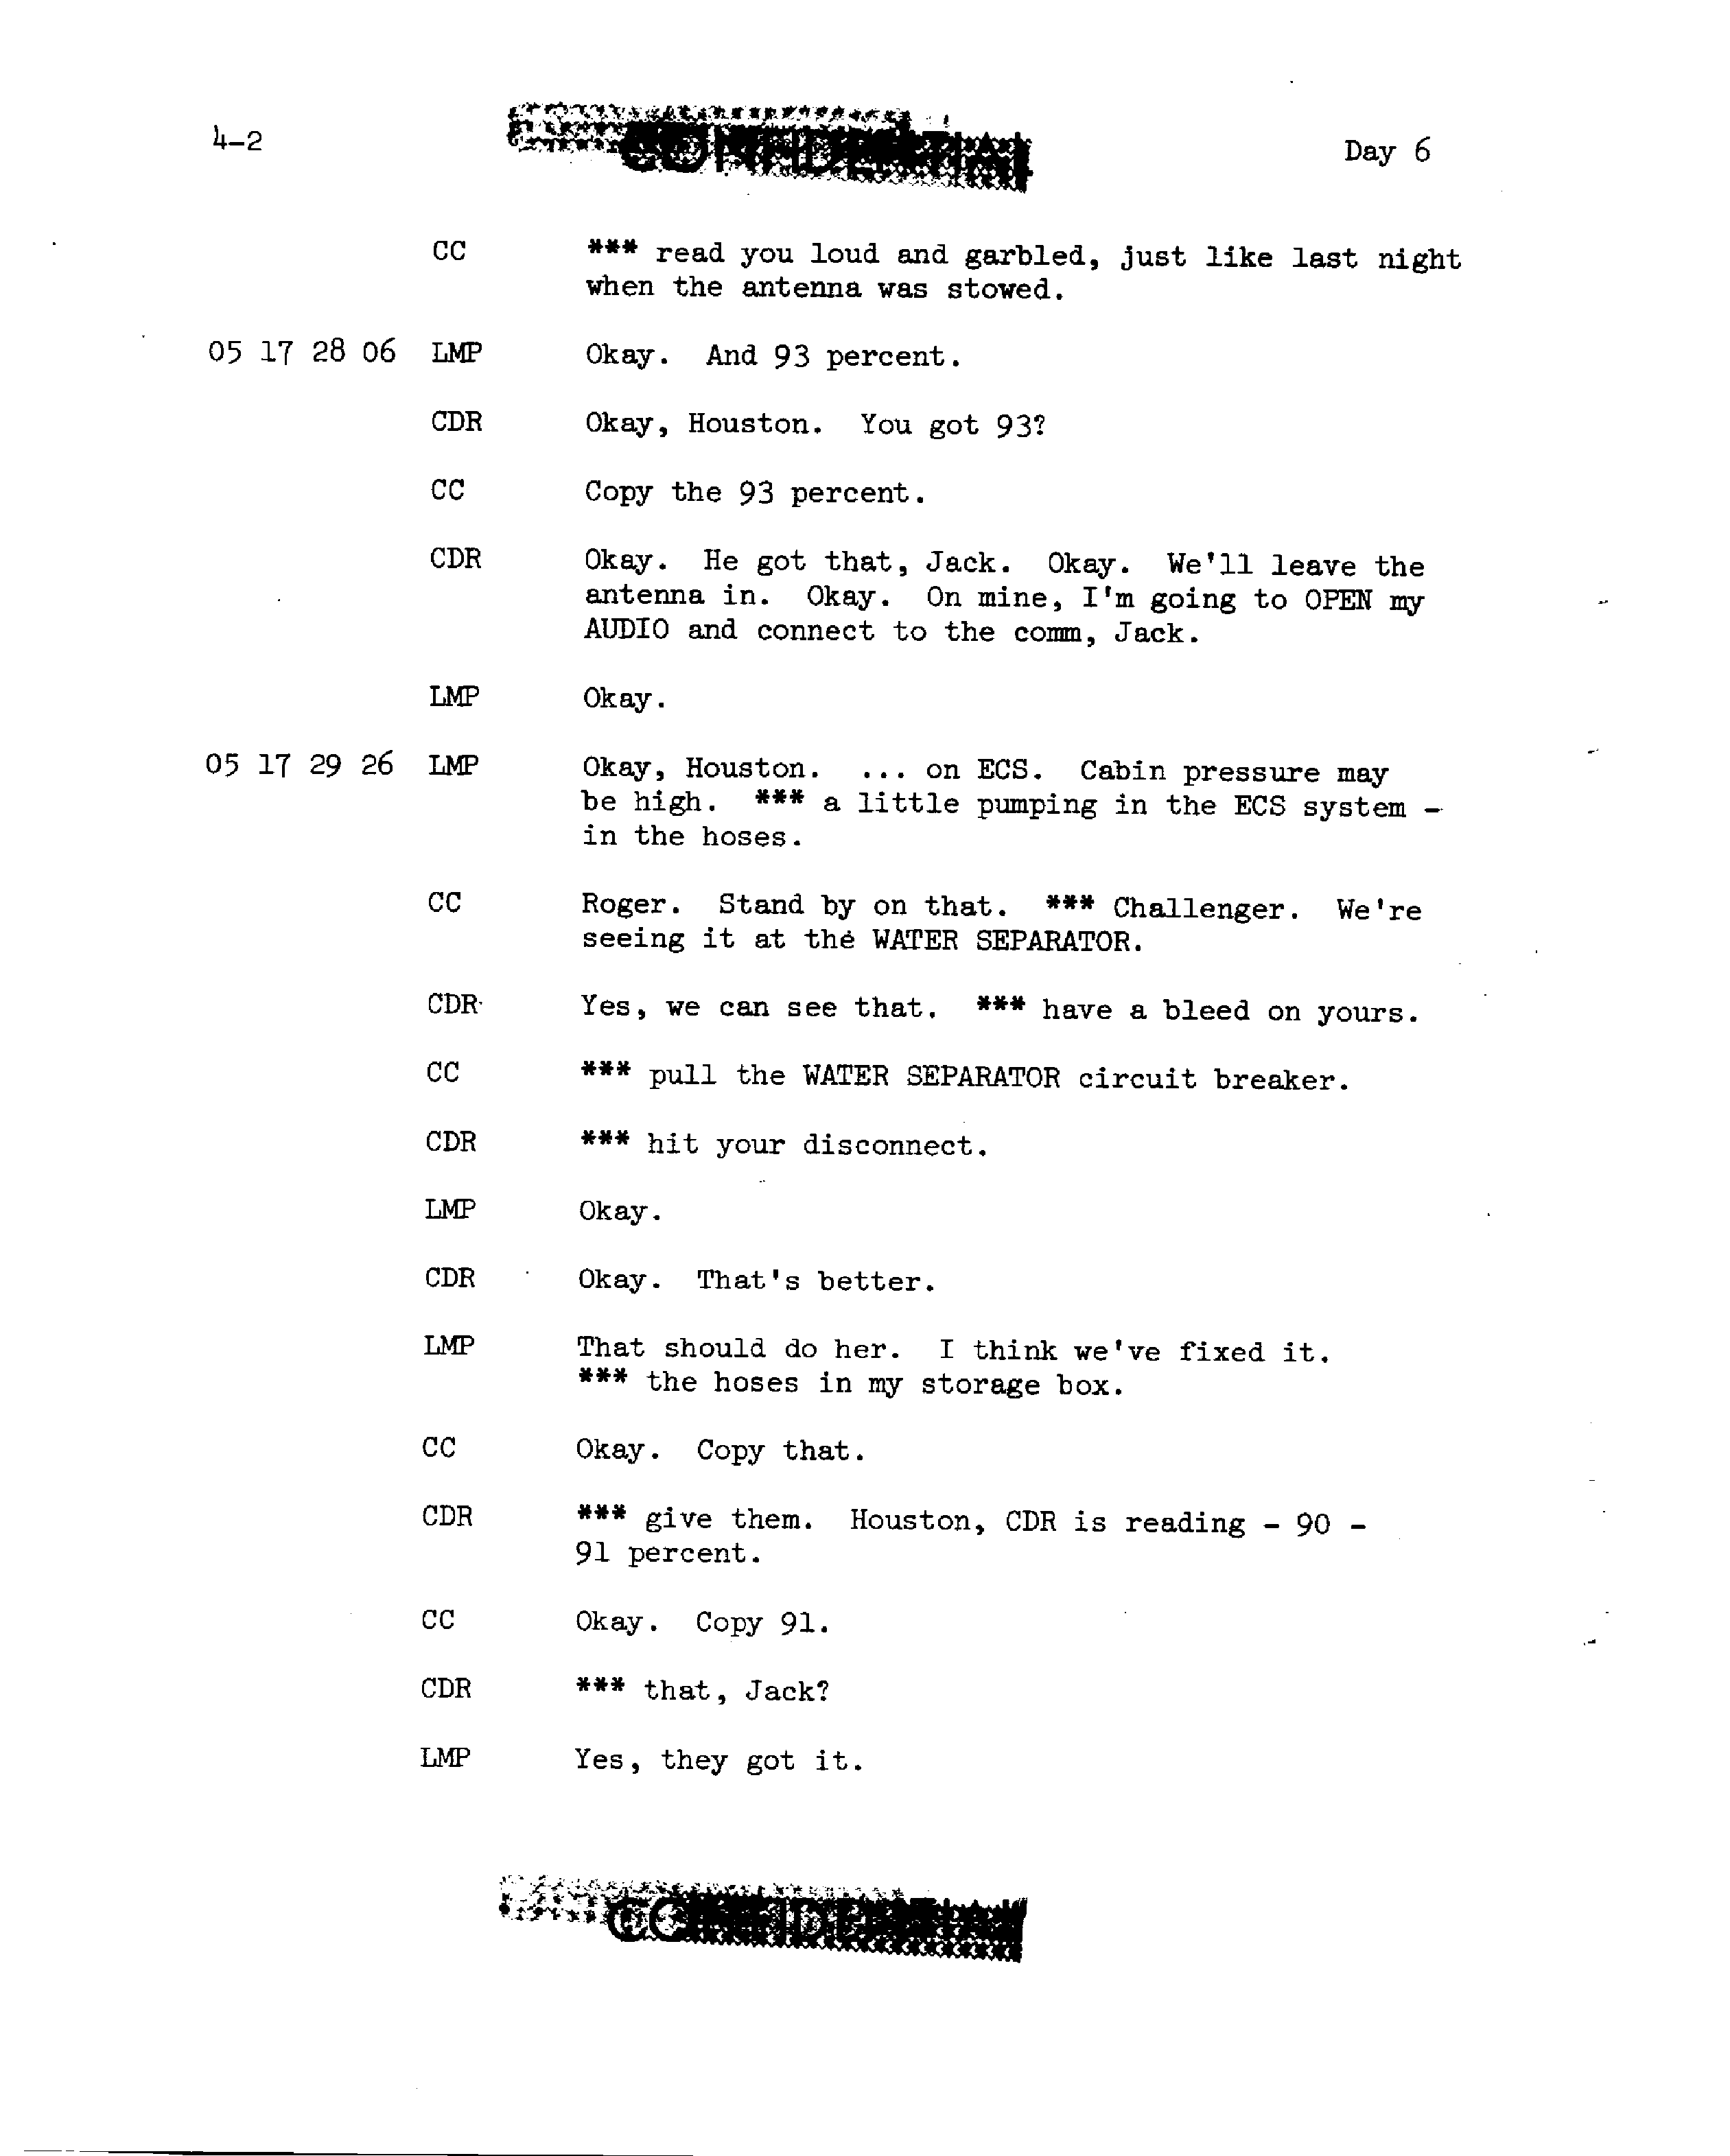 4-2
CONFIDENTIAL
Day 6
CC *** read you loud and garbled, just like last night
when the antenna was stowed.
05 17 28 06 LMP Okay. And 93 percent.
CDR Okay, Houston. You got 93?
CC Copy the 93 percent.
CDR Okay. He got that, Jack. Okay. We'll leave the
antenna in. Okay. On mine, I'm going to OPEN my
AUDIO and connect to the comm, Jack.
LMP Okay.
05 17 29 26 LMP Okay, Houston. ... on ECS. Cabin pressure may
be high. *** a little pumping in the ECS system -
in the hoses.
CC Roger. Stand by on that. *** Challenger. We're
seeing it at the WATER SEPARATOR.
CDR Yes, we can see that. *** have a bleed on yours.
CC *** pull the WATER SEPARATOR circuit breaker.
CDR *** hit your disconnect.
LMP Okay.
CDR Okay. That's better.
LMP That should do her. I think we've fixed it.
*** the hoses in my storage box.
CC Okay. Copy that.
CDR *** give them. Houston, CDR is reading - 90 -
91 percent.
CC Okay. Copy 91.
CDR *** that, Jack?
LMP Yes, they got it.
CONFIDENTIAL